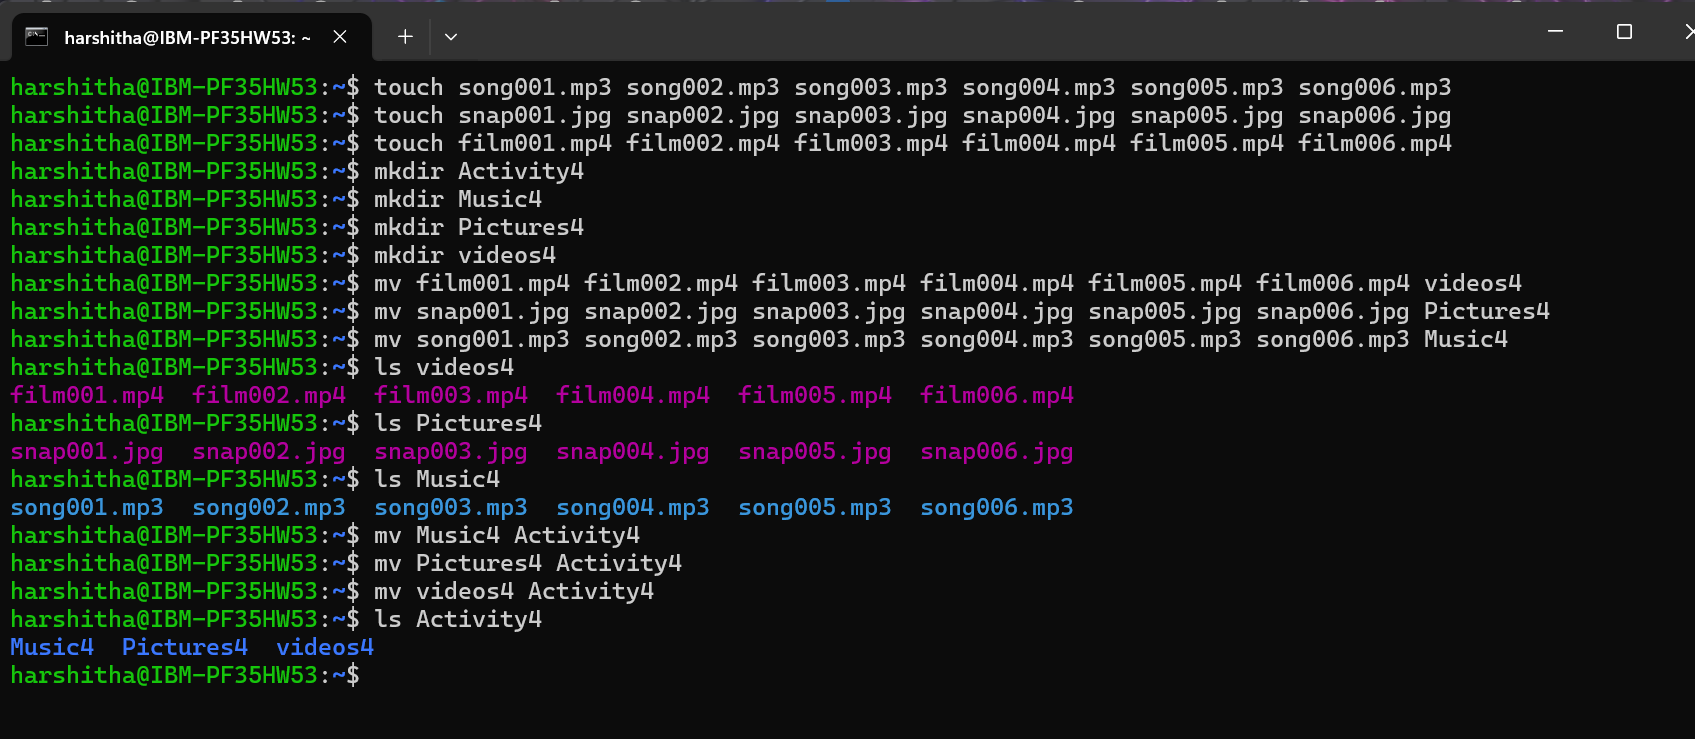 harshitha@IBM-PF35HW53: ~
harshitha@IBM-PF35HW53:~$ touch song001.mp3 song002.mp3 song003.mp3 song004.mp3 song005.mp3 song006.mp3
harshitha@IBM-PF35HW53:~$ touch snap001.jpg snap002.jpg snap003.jpg snap004.jpg snap005.jpg snap006.jpg
harshitha@IBM-PF35HW53:~$ touch film001.mp4 film002.mp4 film003.mp4 film004.mp4 film005.mp4 film006.mp4
harshitha@IBM-PF35HW53:~$ mkdir Activity4
harshitha@IBM-PF35HW53:~$ mkdir Music4
harshitha@IBM-PF35HW53:~$ mkdir Pictures4
harshitha@IBM-PF35HW53:~$ mkdir videos4
harshitha@IBM-PF35HW53:~$ mv film001.mp4 film002.mp4 film003.mp4 film004.mp4 film005.mp4 film006.mp4 videos4
harshitha@IBM-PF35HW53:~$ mv snap001.jpg snap002.jpg snap003.jpg snap004.jpg snap005.jpg snap006.jpg Pictures4
harshitha@IBM-PF35HW53:~$ mv song001.mp3 song002.mp3 song003.mp3 song004.mp3 song005.mp3 song006.mp3 Music4
harshitha@IBM-PF35HW53:~$ ls videos4
film001.mp4  film002.mp4  film003.mp4  film004.mp4  film005.mp4  film006.mp4
harshitha@IBM-PF35HW53:~$ ls Pictures4
snap001.jpg  snap002.jpg  snap003.jpg  snap004.jpg  snap005.jpg  snap006.jpg
harshitha@IBM-PF35HW53:~$ ls Music4
song001.mp3  song002.mp3  song003.mp3  song004.mp3  song005.mp3  song006.mp3
harshitha@IBM-PF35HW53:~$ mv Music4 Activity4
harshitha@IBM-PF35HW53:~$ mv Pictures4 Activity4
harshitha@IBM-PF35HW53:~$ mv videos4 Activity4
harshitha@IBM-PF35HW53:~$ ls Activity4
Music4  Pictures4  videos4
harshitha@IBM-PF35HW53:~$